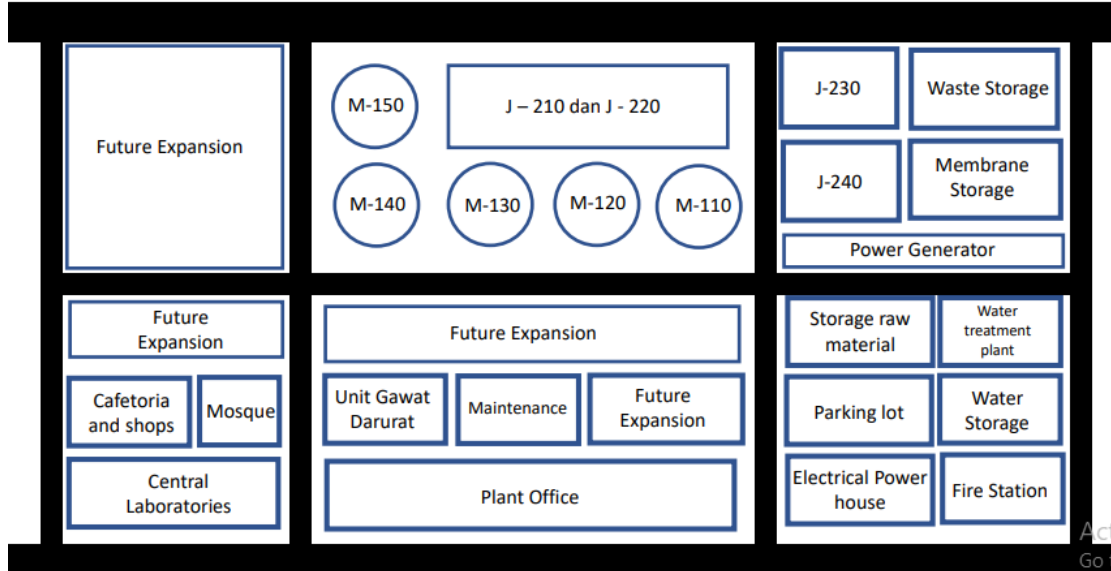 Future Expansion
M-150
J – 210 dan J - 220
M-140
M-130
M-120
M-110
J-230
Waste Storage
J-240
Membrane
Storage
Power Generator
Future
Expansion
Cafetoria
and shops
Mosque
Central
Laboratories
Future Expansion
Unit Gawat
Darurat
Maintenance
Future
Expansion
Plant Office
Storage raw
material
Water
treatment
plant
Parking lot
Water
Storage
Electrical Power
house
Fire Station
Go